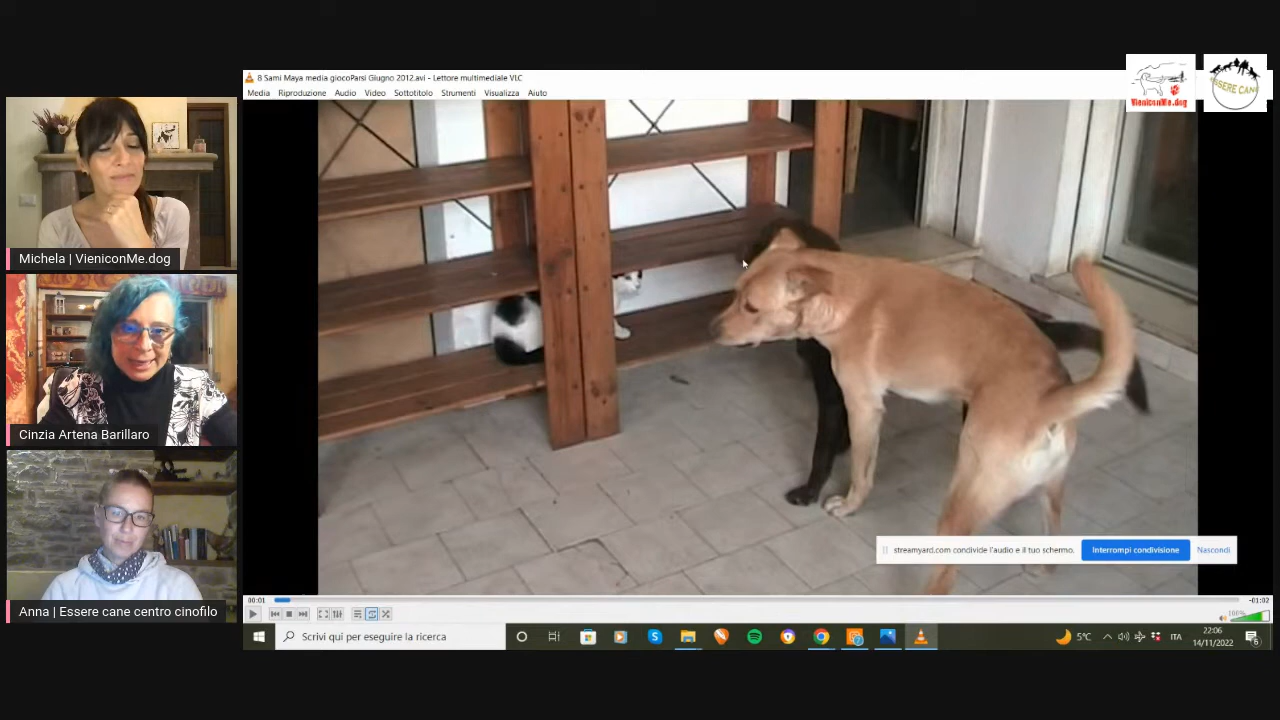 8 Sami Maya media giocoParsi Giugno 2012.avi - Lettore multimediale VLC
Media Riproduzione Audio Video Sottotitolo Strumenti Visualizza Aiuto
VieniconMe.dog
ESSERE CANE
Michela | VieniconMe.dog
Cinzia Artena Barillaro
Anna | Essere cane centro cinofilo
streamyard.com condivide l'audio e il tuo schermo.
Interrompi condivisione
Nascondi
00:01
-01:02
100%
Scrivi qui per eseguire la ricerca
5°C
ITA
22:06
14/11/2022